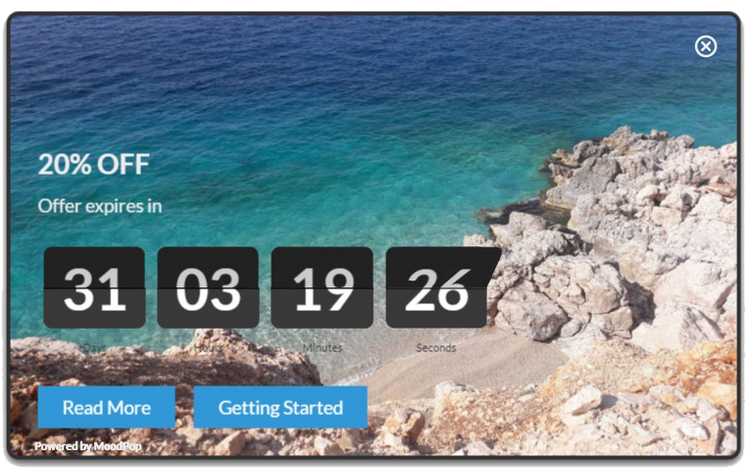 20% OFF
Offer expires in
31 03 19 26
Days Hours Minutes Seconds
Read More Getting Started
Powered by MoodPop